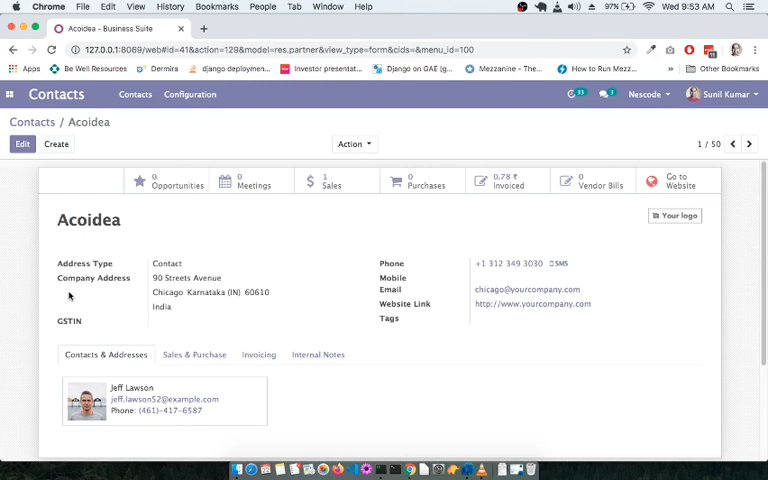 Chrome File Edit View History Bookmarks People Tab Window Help 97% Wed 9:53 AM
Acoidea - Business Suite
127.0.0.1:8069/web#id=41&action=129&model=res.partner&view_type=form&cids=&menu_id=100
Apps Be Well Resources Dermira django deploymen... Investor presentat... Django on GAE (g... Mezzanine - The... How to Run Mezz... » Other Bookmarks
Contacts Contacts Configuration 33 1 Nescode Sunil Kumar
Contacts / Acoidea
Edit Create Action 1 / 50
0 Opportunities
0 Meetings
1 Sales
0 Purchases
0.78 ₹ Invoiced
0 Vendor Bills
Go to Website
Acoidea
Your logo
Address Type Contact
Company Address 90 Streets Avenue
Chicago Karnataka (IN) 60610
India
GSTIN
Phone +1 312 349 3030 SMS
Mobile
Email chicago@yourcompany.com
Website Link http://www.yourcompany.com
Tags
Contacts & Addresses Sales & Purchase Invoicing Internal Notes
Jeff Lawson
jeff.lawson52@example.com
Phone: (461)-417-6587